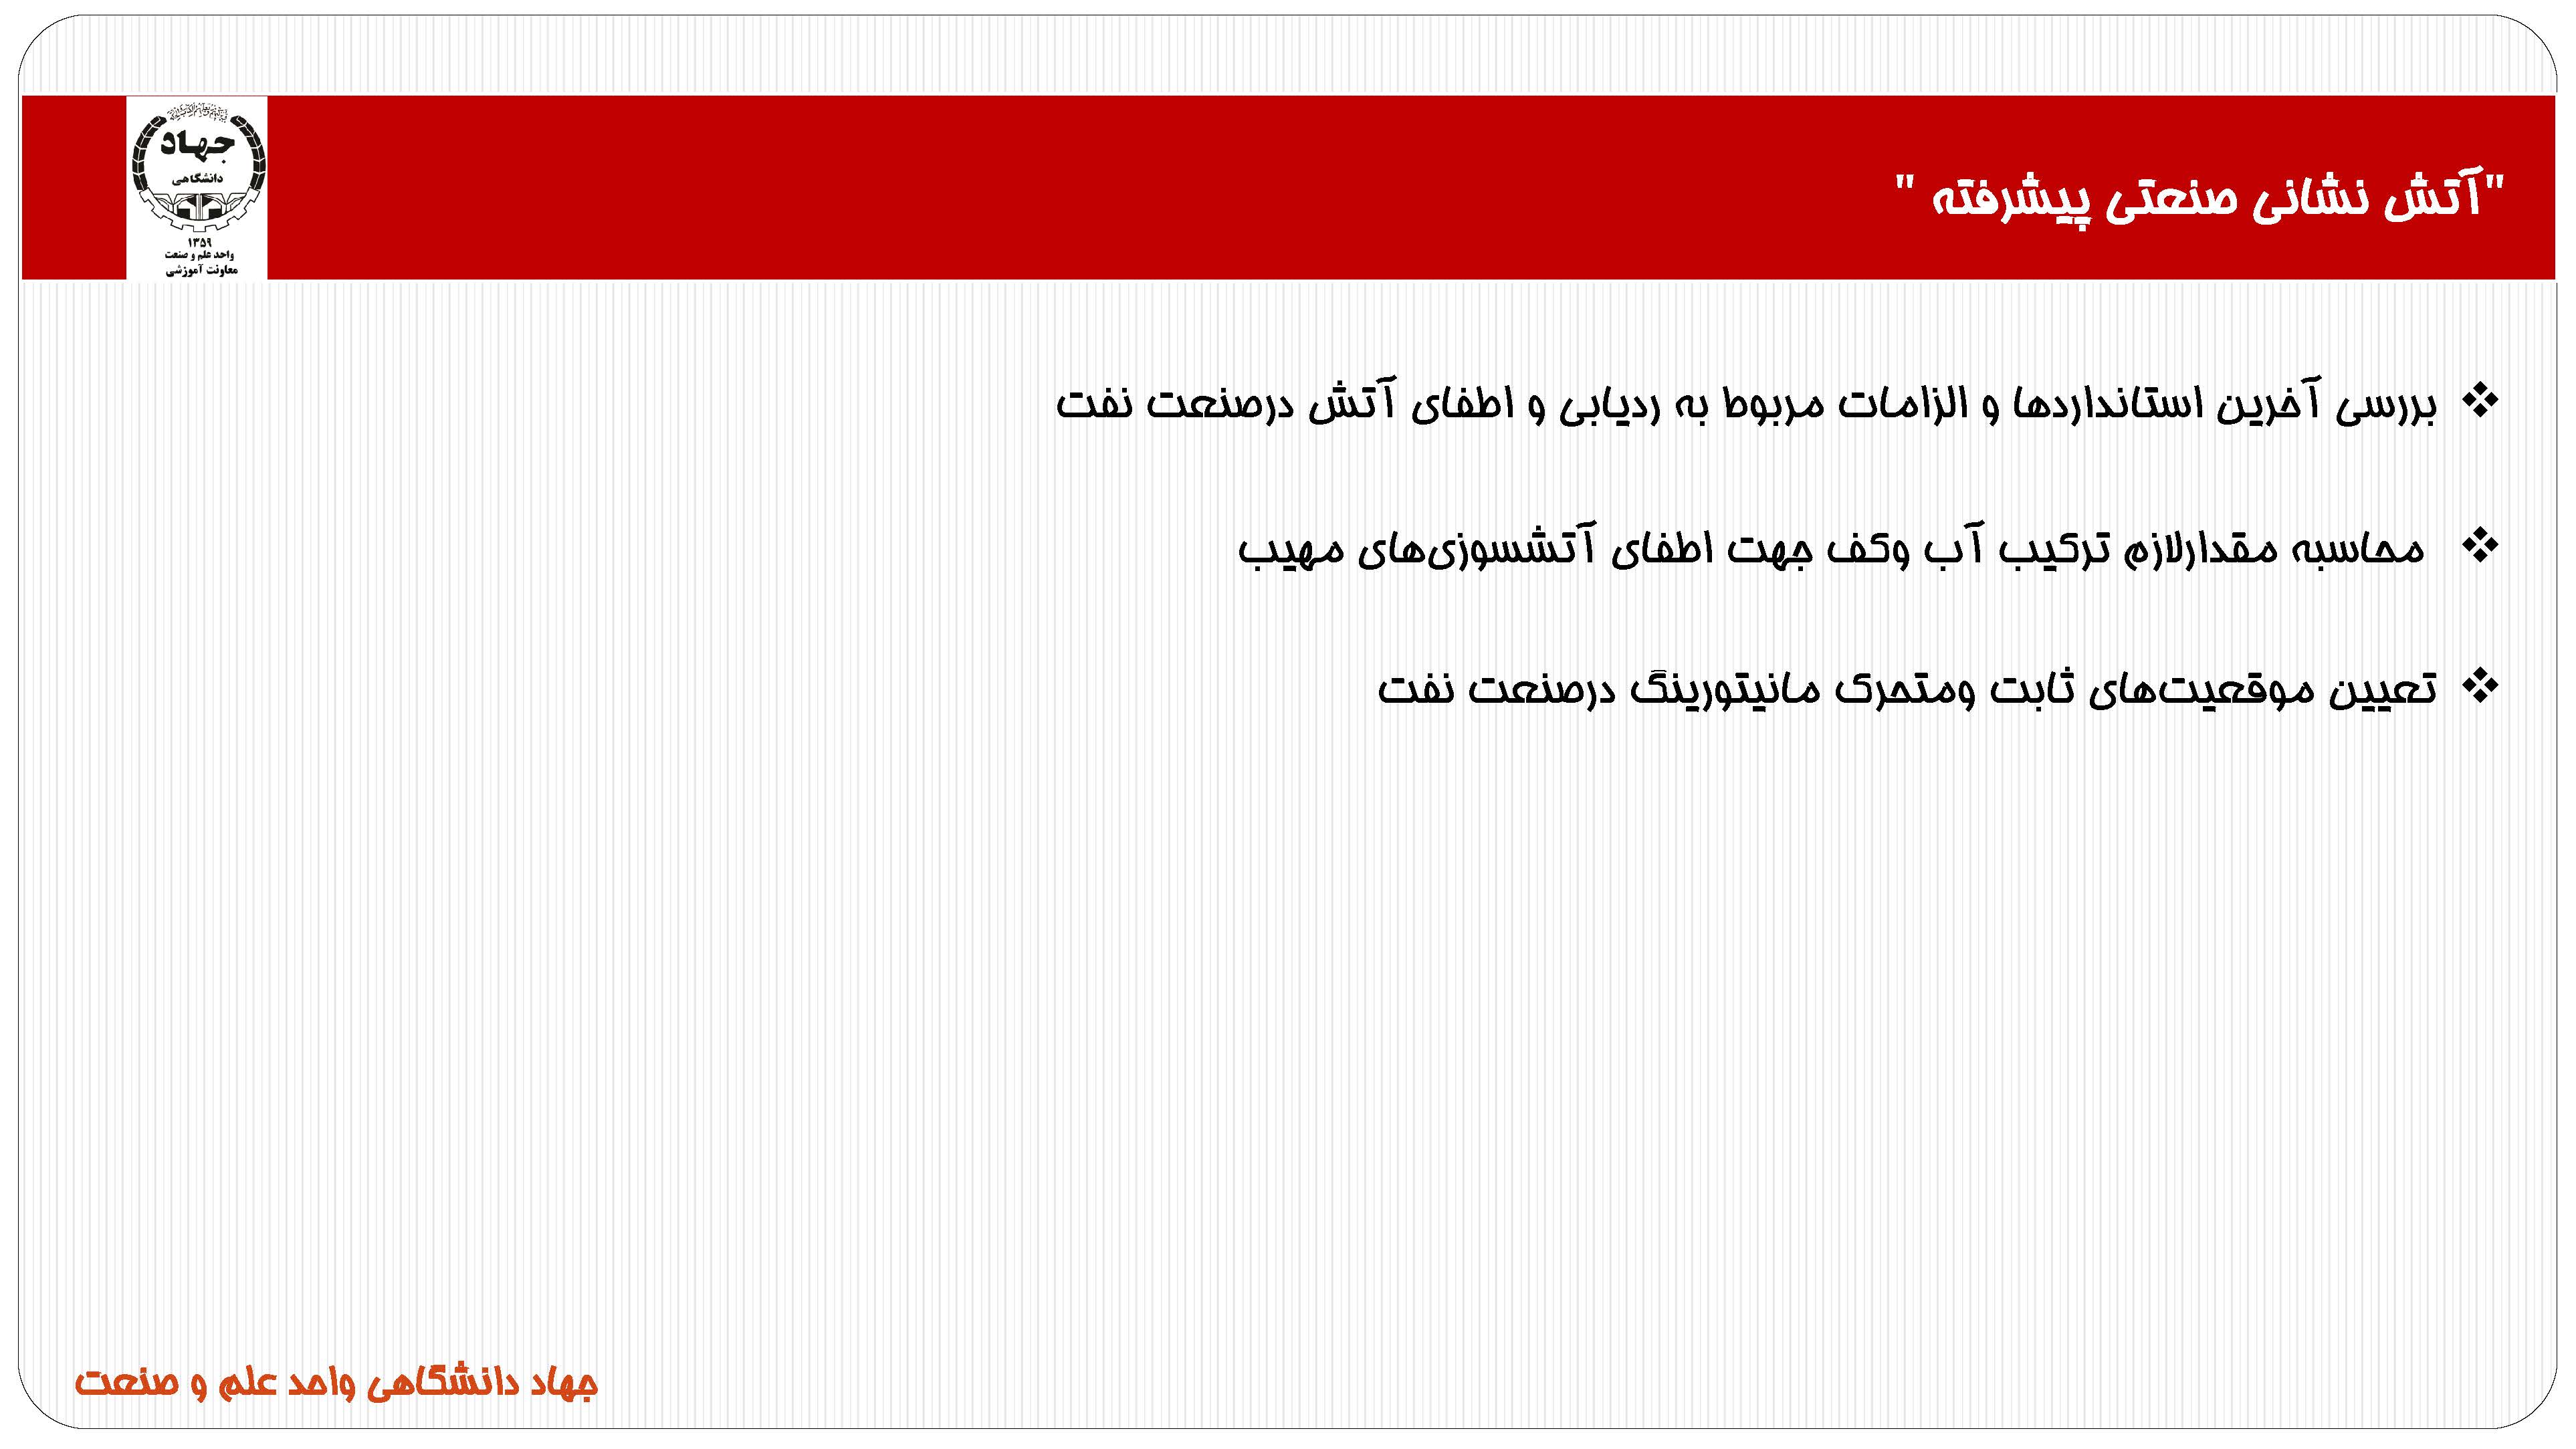 "آتش نشانی صنعتی پیشرفته "
جهاد
دانشگاهی
۱۳۵۹
واحد علم و صنعت
معاونت آموزشی
❖ بررسی آخرین استانداردها و الزامات مربوط به ردیابی و اطفای آتش درصنعت نفت
❖ محاسبه مقدارلازم ترکیب آب وکف جهت اطفای آتشسوزی‌های مهیب
❖ تعیین موقعیت‌های ثابت ومتحرک مانیتورینگ درصنعت نفت
جهاد دانشگاهی واحد علم و صنعت